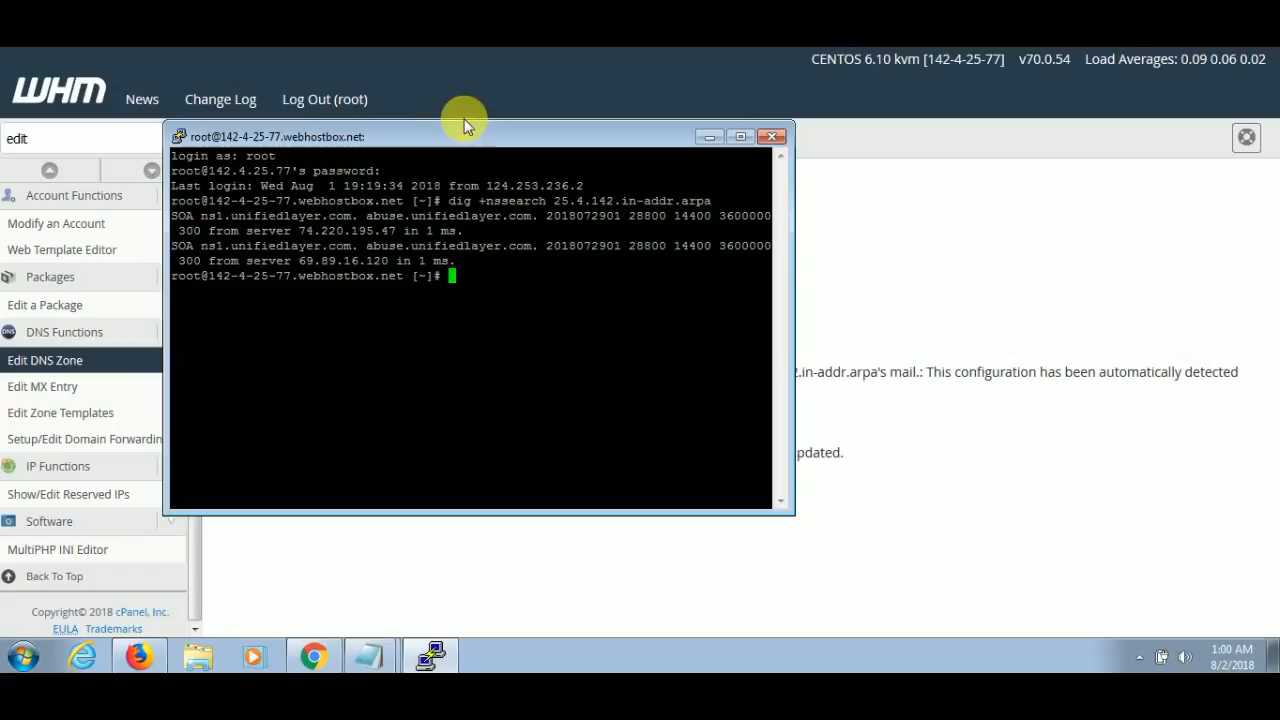 CENTOS 6.10 kvm [142-4-25-77] v70.0.54 Load Averages: 0.09 0.06 0.02
WHM
News Change Log Log Out (root)
edit
Account Functions
Modify an Account
Web Template Editor
Packages
Edit a Package
DNS
DNS Functions
Edit DNS Zone
Edit MX Entry
Edit Zone Templates
Setup/Edit Domain Forwardin
IP Functions
Show/Edit Reserved IPs
Software
MultiPHP INI Editor
Back To Top
Copyright© 2018 cPanel, Inc.
EULA Trademarks
root@142-4-25-77.webhostbox.net:
login as: root
root@142.4.25.77's password:
Last login: Wed Aug  1 19:19:34 2018 from 124.253.236.2
root@142-4-25-77.webhostbox.net [~]# dig +nssearch 25.4.142.in-addr.arpa
SOA ns1.unifiedlayer.com. abuse.unifiedlayer.com. 2018072901 28800 14400 3600000
300 from server 74.220.195.47 in 1 ms.
SOA ns1.unifiedlayer.com. abuse.unifiedlayer.com. 2018072901 28800 14400 3600000
300 from server 69.89.16.120 in 1 ms.
root@142-4-25-77.webhostbox.net [~]#
.in-addr.arpa's mail.: This configuration has been automatically detected
pdated.
1:00 AM
8/2/2018